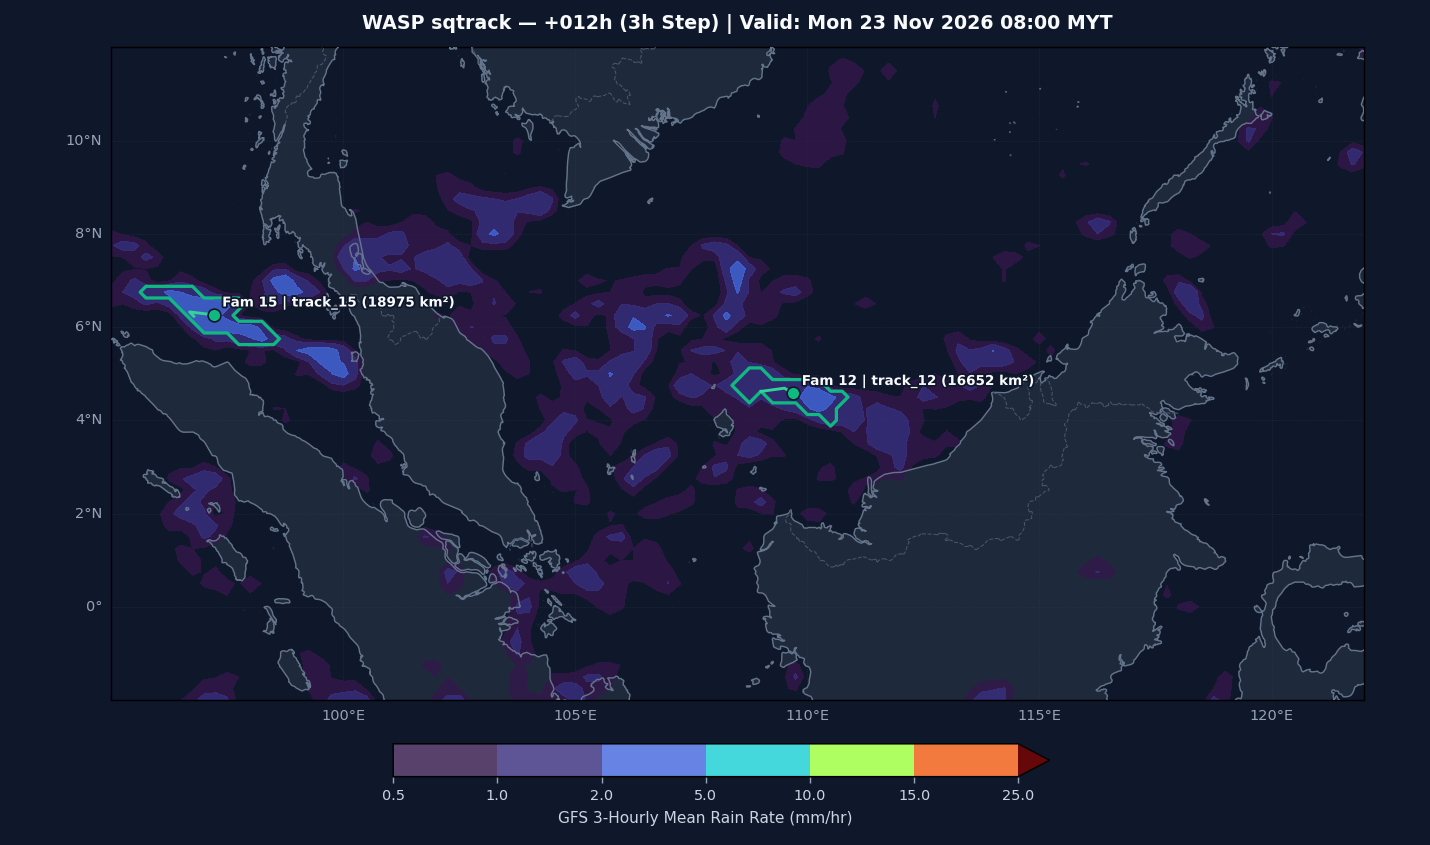 WASP sqtrack — +012h (3h Step) | Valid: Mon 23 Nov 2026 08:00 MYT
10°N
8°N
Fam 15 | track_15 (18975 km²)
6°N
Fam 12 | track_12 (16652 km²)
4°N
2°N
0°
100°E 105°E 110°E 115°E 120°E
0.5 1.0 2.0 5.0 10.0 15.0 25.0
GFS 3-Hourly Mean Rain Rate (mm/hr)